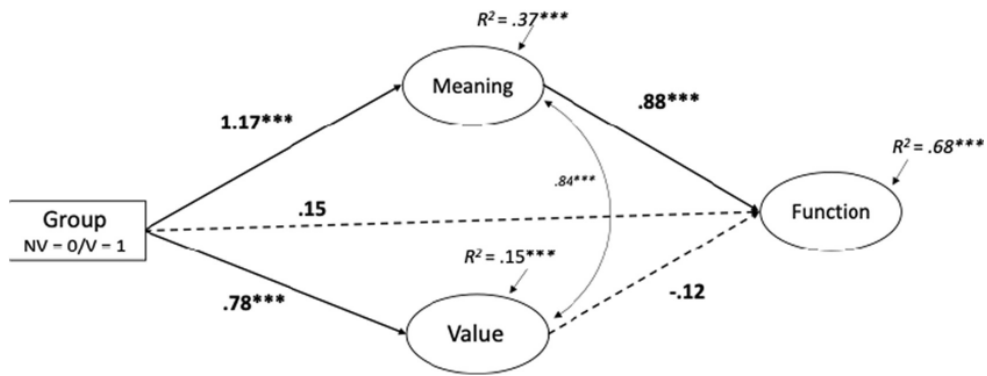 R² = .37***
Meaning
1.17***
.88***
R² = .68***
.84***
Group
NV = 0/V = 1
.15
Function
R² = .15***
.78***
-.12
Value